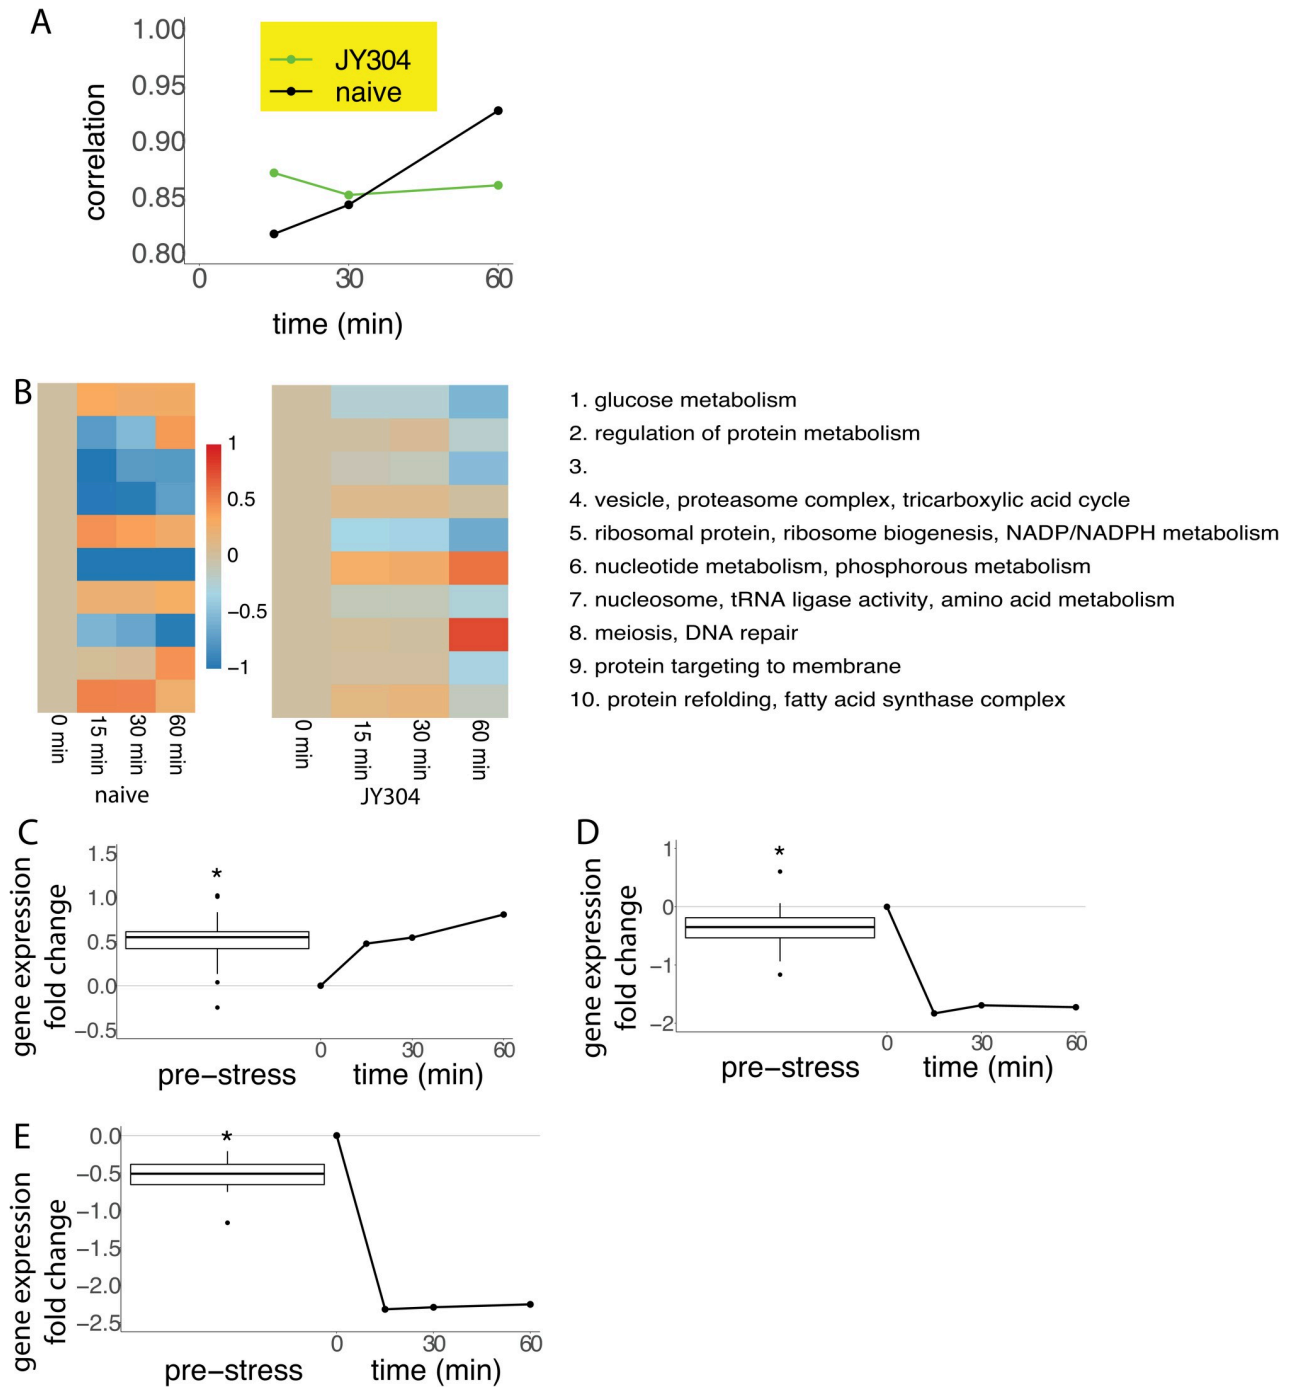 A
1.00
0.95
0.90
0.85
0.80
correlation
JY304
naive
0 30 60
time (min)
B
1
0.5
0
−0.5
−1
0 min
15 min
30 min
60 min
naive
0 min
15 min
30 min
60 min
JY304
1. glucose metabolism
2. regulation of protein metabolism
3.
4. vesicle, proteasome complex, tricarboxylic acid cycle
5. ribosomal protein, ribosome biogenesis, NADP/NADPH metabolism
6. nucleotide metabolism, phosphorous metabolism
7. nucleosome, tRNA ligase activity, amino acid metabolism
8. meiosis, DNA repair
9. protein targeting to membrane
10. protein refolding, fatty acid synthase complex
C
gene expression
fold change
1.5
1.0
0.5
0.0
−0.5
*
0 30 60
pre−stress time (min)
D
gene expression
fold change
1
0
−1
−2
*
0 30 60
pre−stress time (min)
E
gene expression
fold change
0.0
−0.5
−1.0
−1.5
−2.0
−2.5
*
0 30 60
pre−stress time (min)